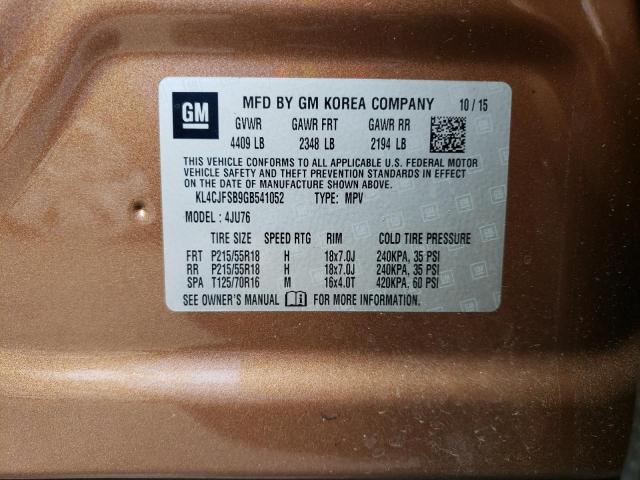 GM MFD BY GM KOREA COMPANY 10 / 15
GVWR GAWR FRT GAWR RR
4409 LB 2348 LB 2194 LB
THIS VEHICLE CONFORMS TO ALL APPLICABLE U.S. FEDERAL MOTOR
VEHICLE SAFETY AND THEFT PREVENTION STANDARDS IN EFFECT
ON THE DATE OF MANUFACTURE SHOWN ABOVE.
KL4CJFSB9GB541052 TYPE: MPV
MODEL : 4JU76
TIRE SIZE SPEED RTG RIM COLD TIRE PRESSURE
FRT P215/55R18 H 18x7.0J 240KPA, 35 PSI
RR P215/55R18 H 18x7.0J 240KPA, 35 PSI
SPA T125/70R16 M 16x4.0T 420KPA, 60 PSI
SEE OWNER'S MANUAL FOR MORE INFORMATION.